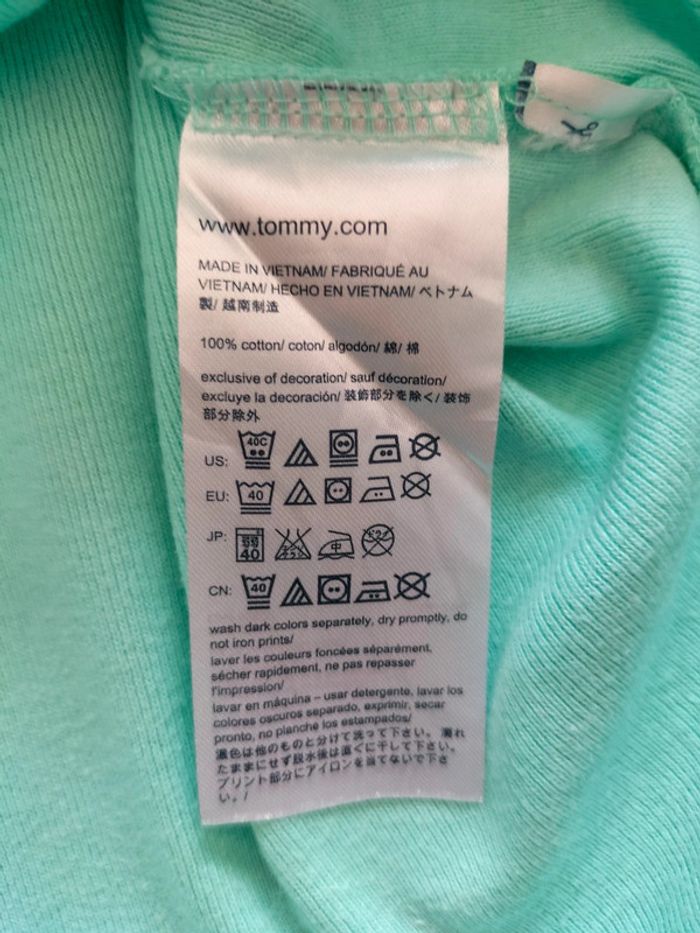 www.tommy.com
MADE IN VIETNAM/ FABRIQUÉ AU
VIETNAM/ HECHO EN VIETNAM/ ベトナム
製/ 越南制造
100% cotton/ coton/ algodón/ 綿/ 棉
exclusive of decoration/ sauf décoration/
excluye la decoración/ 装飾部分を除く/ 装饰
部分除外
US: 40C
EU: 40
JP: 40 中
CN: 40
wash dark colors separately, dry promptly, do
not iron prints/
laver les couleurs foncées séparément,
sécher rapidement, ne pas repasser
l'impression/
lavar en máquina – usar detergente, lavar los
colores oscuros separado, exprimir, secar
pronto, no planche los estampados/
濃色は他のものと分けて洗って下さい。濡れ
たままにせず脱水後は直ぐに干して下さい。
プリント部分にアイロンを当てないで下さ
い。/